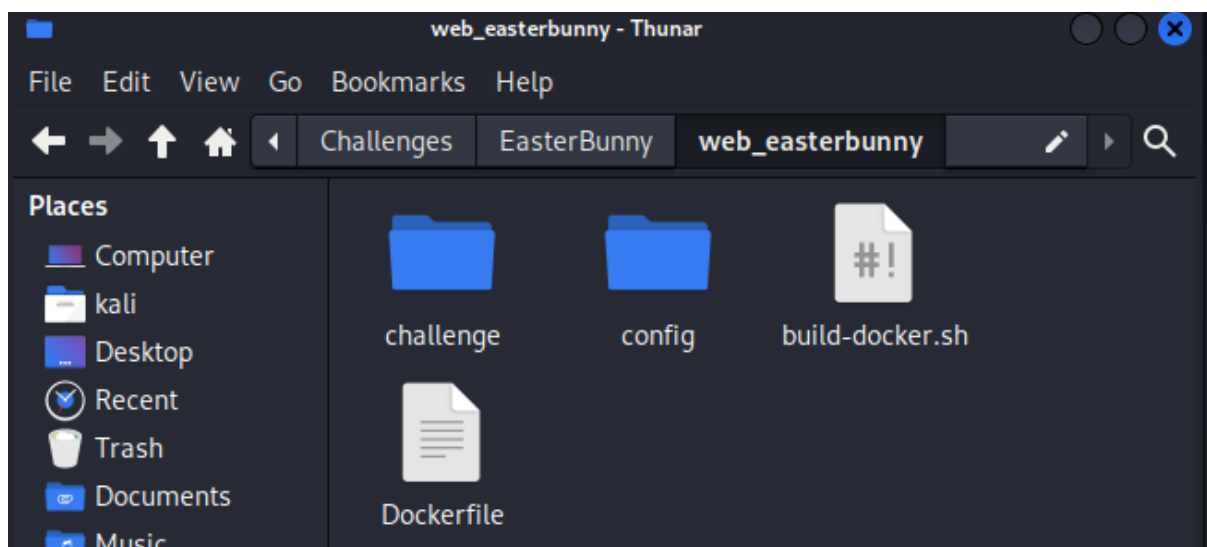 web_easterbunny - Thunar
File Edit View Go Bookmarks Help
Challenges EasterBunny web_easterbunny
Places
Computer
kali
Desktop
Recent
Trash
Documents
Music
#!
challenge config build-docker.sh
Dockerfile